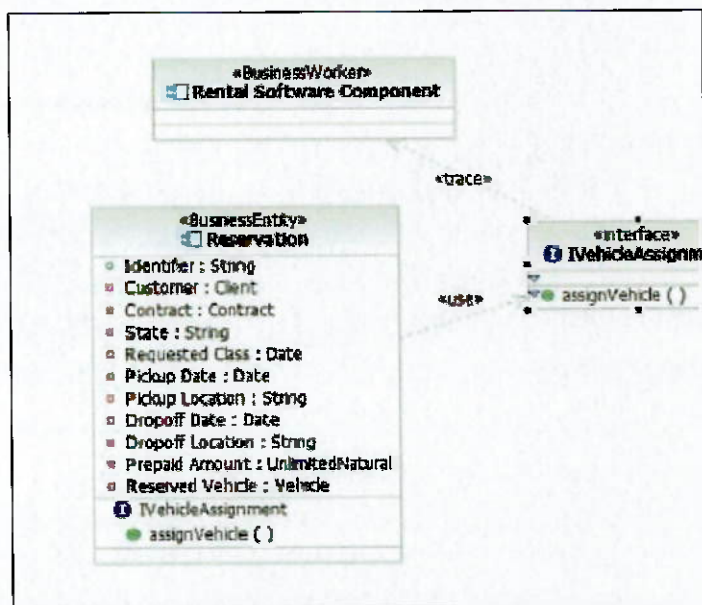 «BusinessWorker»
Rental Software Component
«trace»
«BusinessEntity»
Reservation
Identifier : String
Customer : Client
Contract : Contract
State : String
Requested Class : Date
Pickup Date : Date
Pickup Location : String
Dropoff Date : Date
Dropoff Location : String
Prepaid Amount : UnlimitedNatural
Reserved Vehicle : Vehicle
IVehicleAssignment
assignVehicle ( )
«use»
«interface»
IVehicleAssignm
assignVehicle ( )